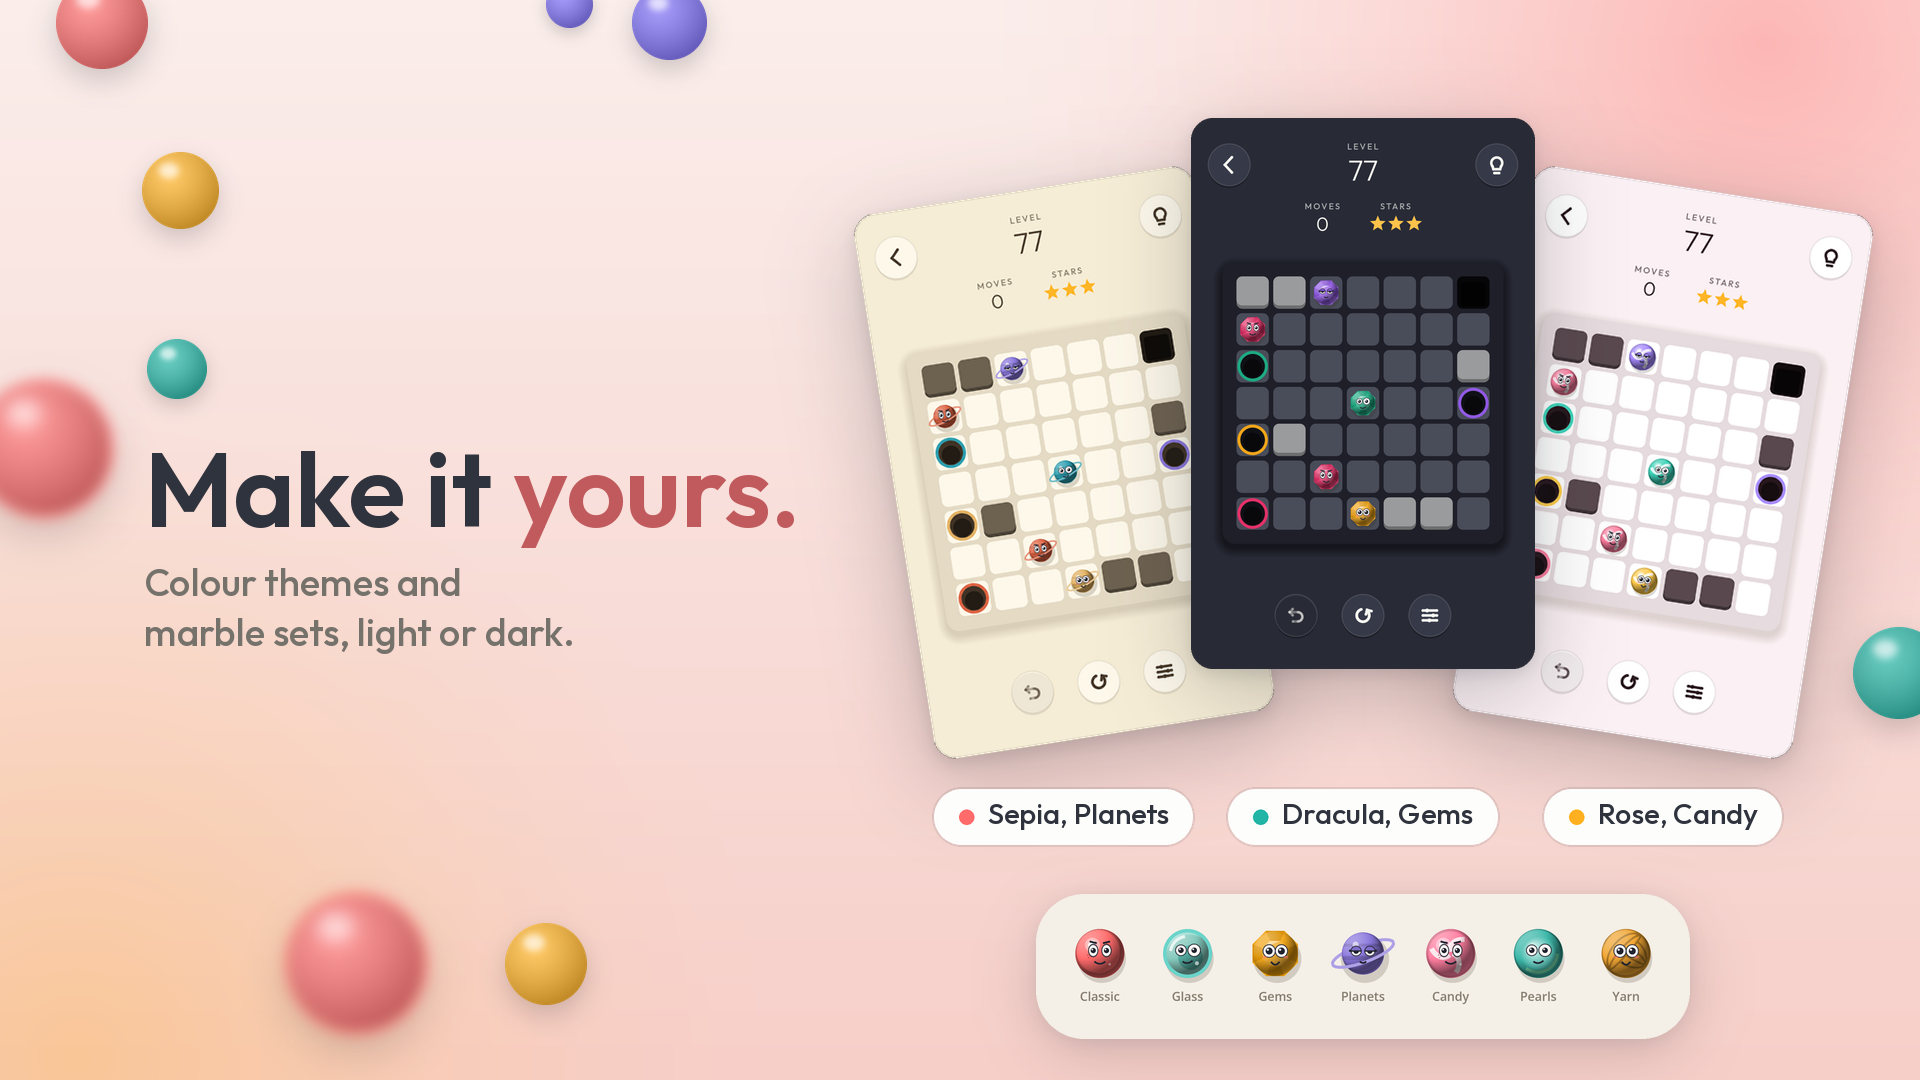 Make it yours.
Colour themes and
marble sets, light or dark.
LEVEL
77
MOVES
0
STARS
LEVEL
77
MOVES
0
STARS
LEVEL
77
MOVES
0
STARS
Sepia, Planets
Dracula, Gems
Rose, Candy
Classic
Glass
Gems
Planets
Candy
Pearls
Yarn